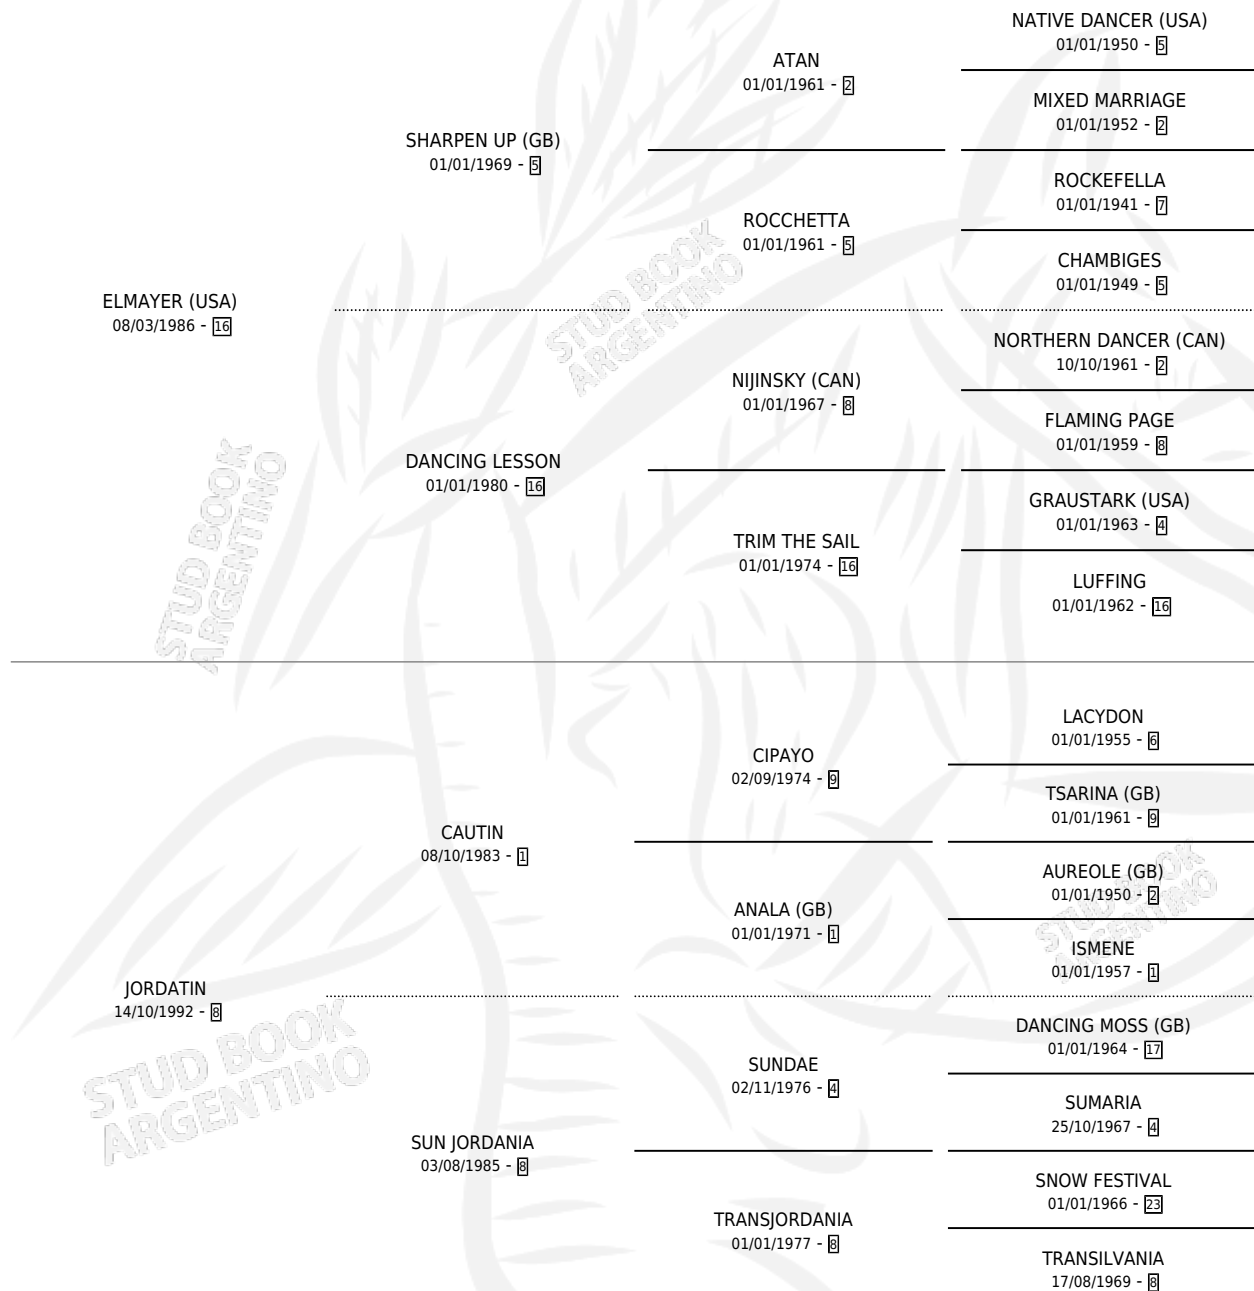 NATIVE DANCER (USA)
01/01/1950 - 5
ATAN
01/01/1961 - 2
MIXED MARRIAGE
01/01/1952 - 2
SHARPEN UP (GB)
01/01/1969 - 5
ROCKEFELLA
01/01/1941 - 7
ROCCHETTA
01/01/1961 - 5
CHAMBIGES
01/01/1949 - 5
ELMAYER (USA)
08/03/1986 - 16
NORTHERN DANCER (CAN)
10/10/1961 - 2
NIJINSKY (CAN)
01/01/1967 - 8
FLAMING PAGE
01/01/1959 - 8
DANCING LESSON
01/01/1980 - 16
GRAUSTARK (USA)
01/01/1963 - 4
TRIM THE SAIL
01/01/1974 - 16
LUFFING
01/01/1962 - 16
LACYDON
01/01/1955 - 6
CIPAYO
02/09/1974 - 9
TSARINA (GB)
01/01/1961 - 9
CAUTIN
08/10/1983 - 1
AUREOLE (GB)
01/01/1950 - 2
ANALA (GB)
01/01/1971 - 1
ISMENE
01/01/1957 - 1
JORDATIN
14/10/1992 - 8
DANCING MOSS (GB)
01/01/1964 - 17
SUNDAE
02/11/1976 - 4
SUMARIA
25/10/1967 - 4
SUN JORDANIA
03/08/1985 - 8
SNOW FESTIVAL
01/01/1966 - 23
TRANSJORDANIA
01/01/1977 - 8
TRANSILVANIA
17/08/1969 - 8
STUD BOOK
ARGENTINO
STUD BOOK
ARGENTINO
STUD BOOK
ARGENTINO
STUD BOOK
ARGENTINO